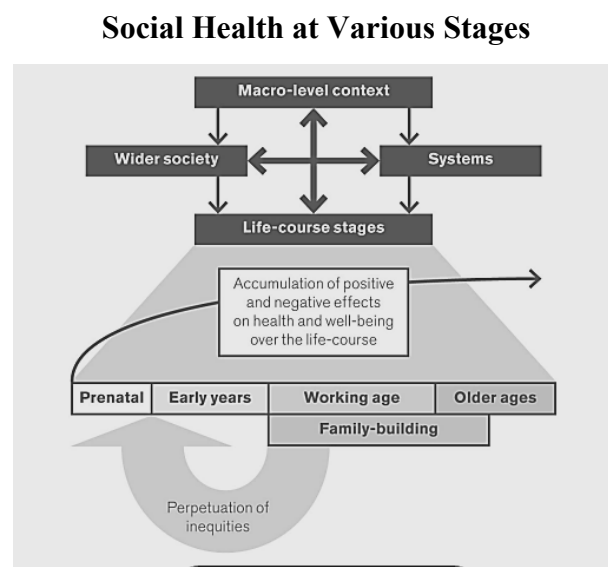 Social Health at Various Stages
Macro-level context
Wider society
Systems
Life-course stages
Accumulation of positive
and negative effects
on health and well-being
over the life-course
Prenatal
Early years
Working age
Older ages
Family-building
Perpetuation of
inequities